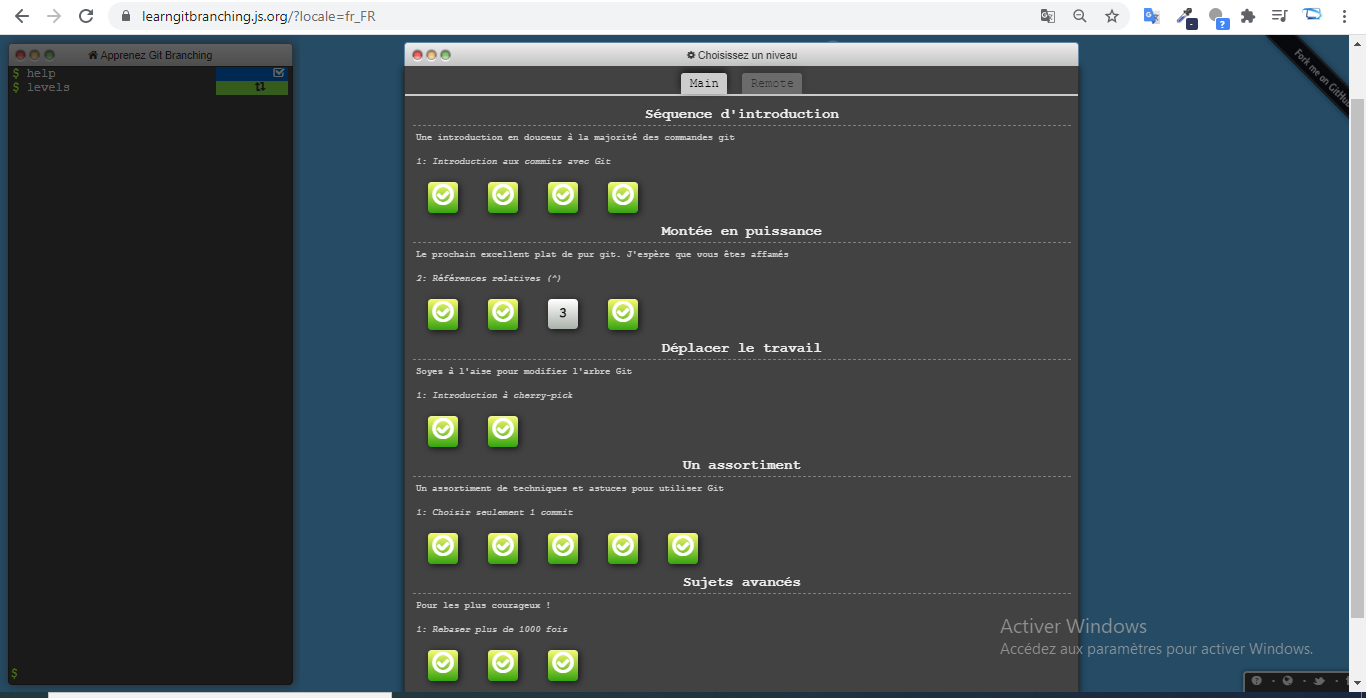 learngitbranching.js.org/?locale=fr_FR
Apprenez Git Branching
$ help
$ levels
$
Choisissez un niveau
Main Remote
Séquence d'introduction
Une introduction en douceur à la majorité des commandes git
1: Introduction aux commits avec Git
Montée en puissance
Le prochain excellent plat de pur git. J'espère que vous êtes affamés
2: Références relatives (^)
3
Déplacer le travail
Soyez à l'aise pour modifier l'arbre Git
1: Introduction à cherry-pick
Un assortiment
Un assortiment de techniques et astuces pour utiliser Git
1: Choisir seulement 1 commit
Sujets avancés
Pour les plus courageux !
1: Rebaser plus de 1000 fois
Fork me on GitHub
Activer Windows
Accédez aux paramètres pour activer Windows.